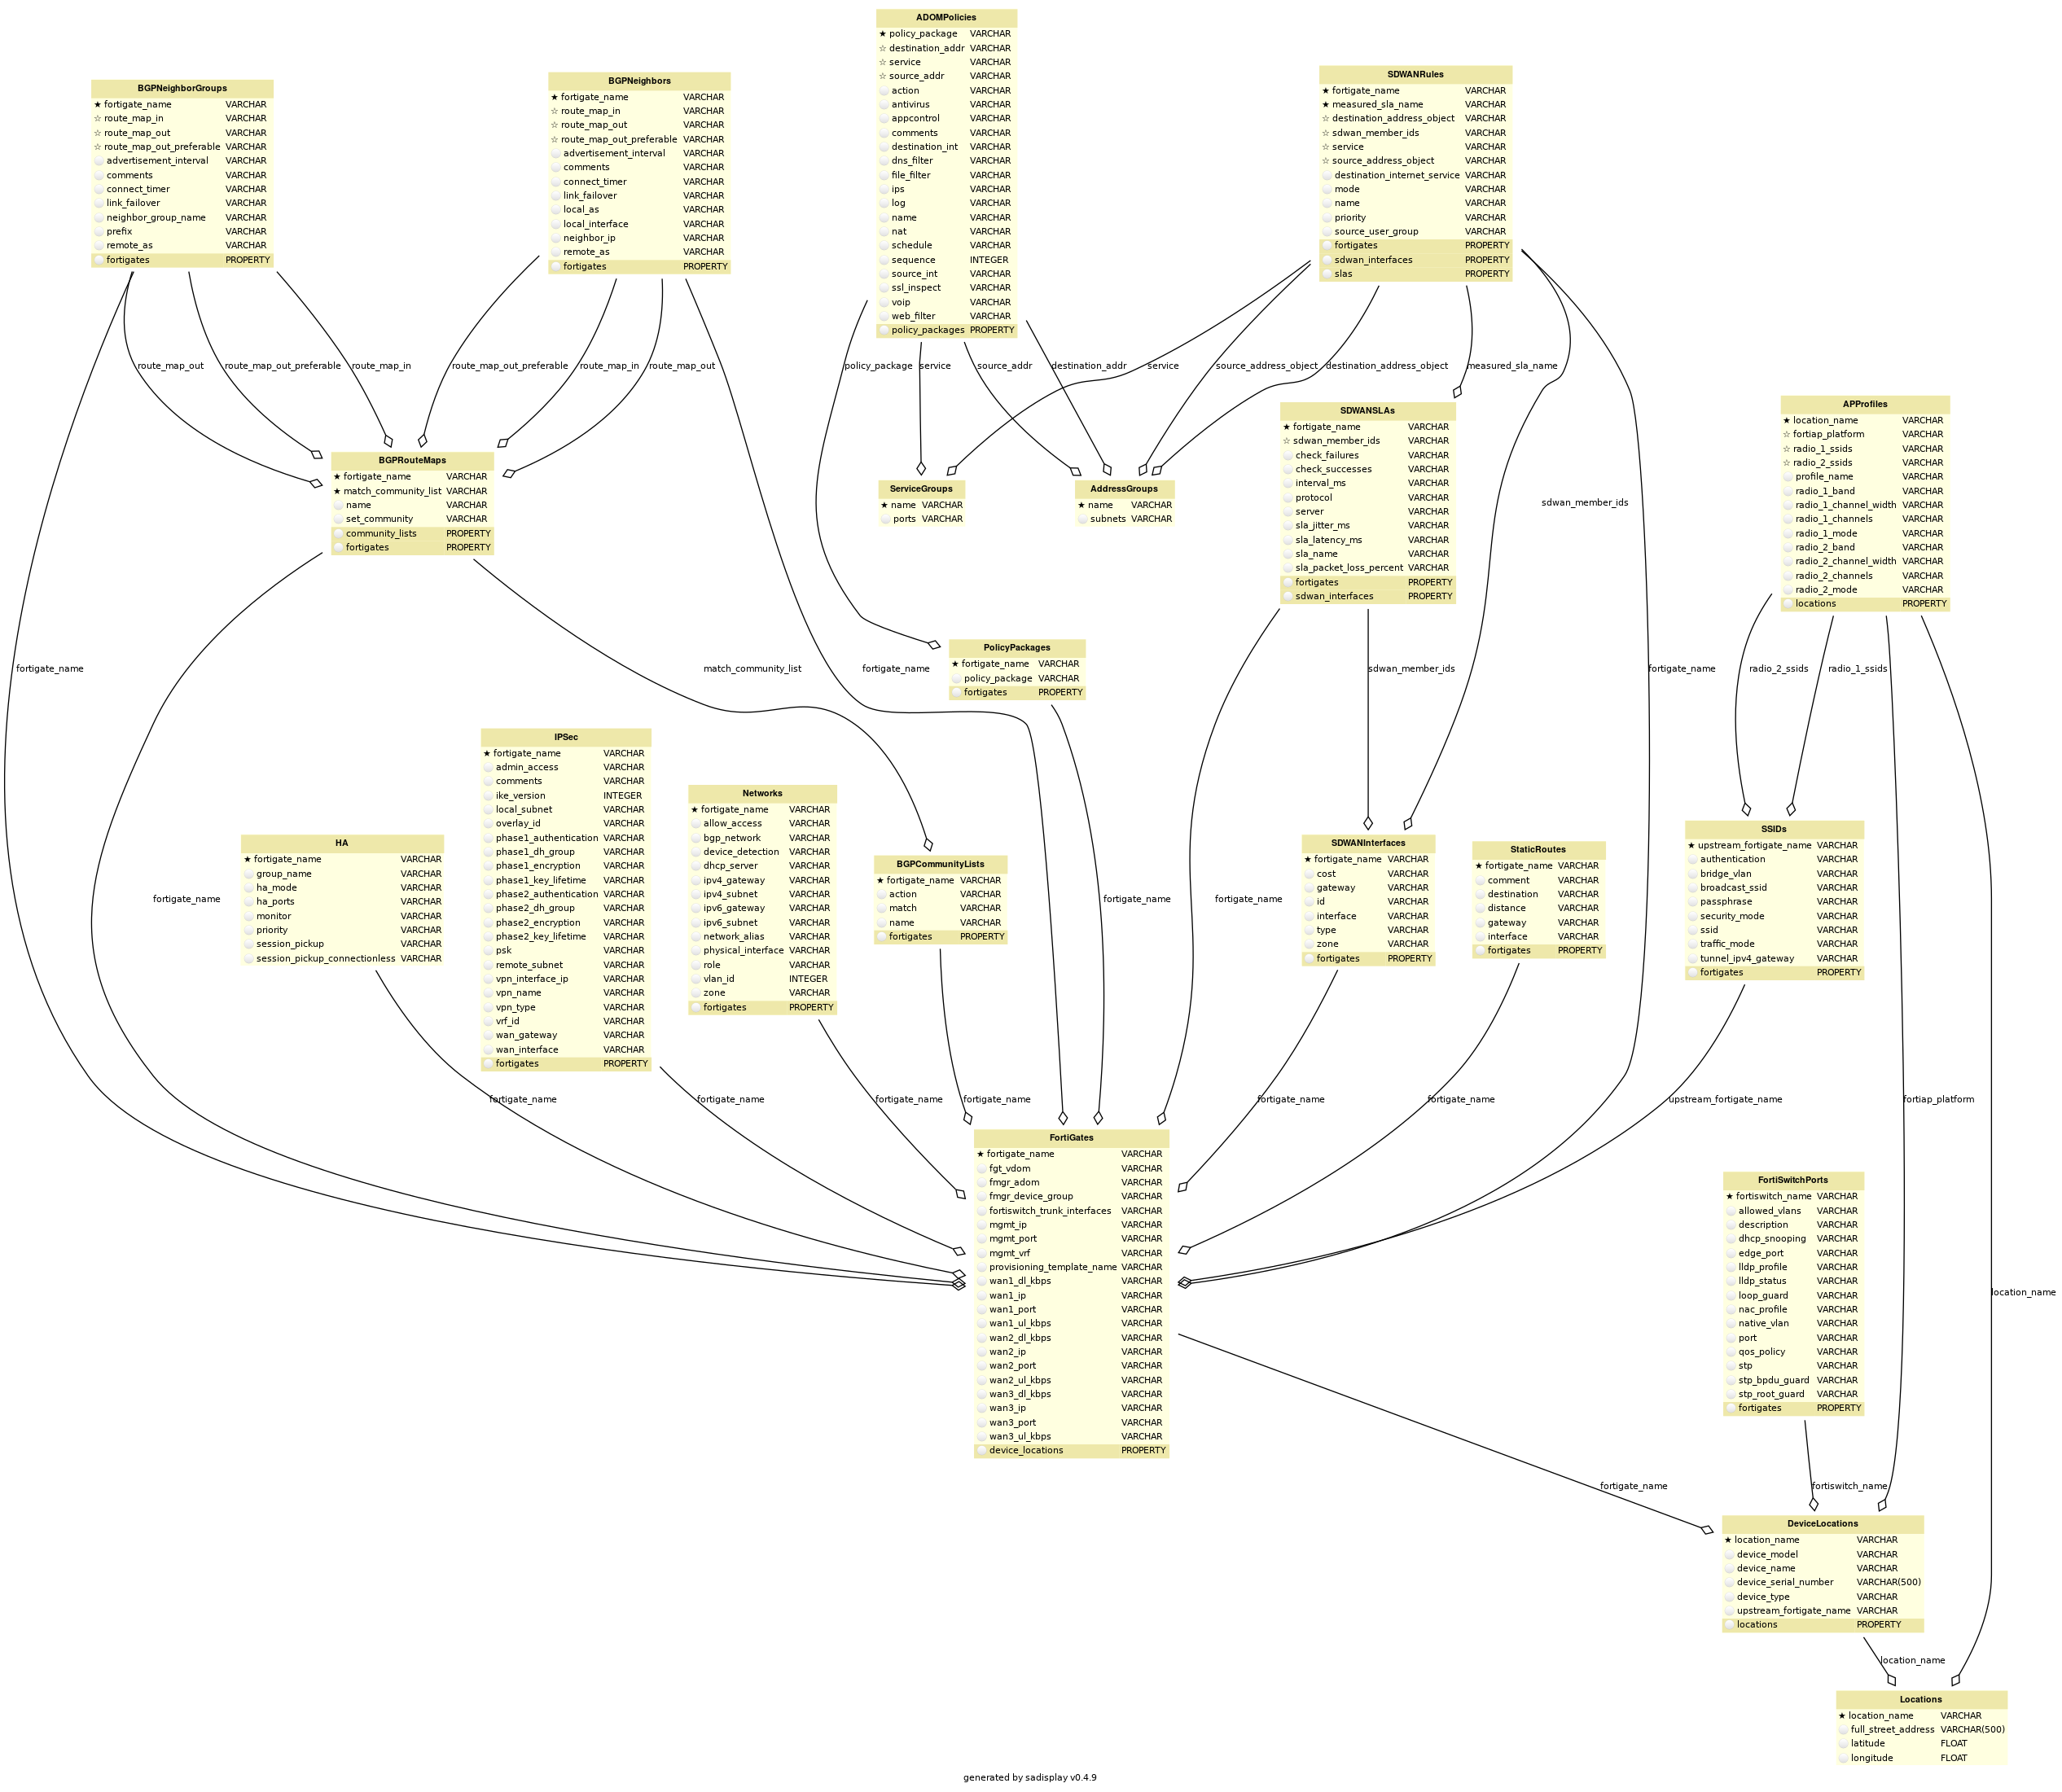 ADOMPolicies
★ policy_package VARCHAR
☆ destination_addr VARCHAR
☆ service VARCHAR
☆ source_addr VARCHAR
action VARCHAR
antivirus VARCHAR
appcontrol VARCHAR
comments VARCHAR
destination_int VARCHAR
dns_filter VARCHAR
file_filter VARCHAR
ips VARCHAR
log VARCHAR
name VARCHAR
nat VARCHAR
schedule VARCHAR
sequence INTEGER
source_int VARCHAR
ssl_inspect VARCHAR
voip VARCHAR
web_filter VARCHAR
policy_packages PROPERTY
BGPNeighborGroups
★ fortigate_name VARCHAR
☆ route_map_in VARCHAR
☆ route_map_out VARCHAR
☆ route_map_out_preferable VARCHAR
advertisement_interval VARCHAR
comments VARCHAR
connect_timer VARCHAR
link_failover VARCHAR
neighbor_group_name VARCHAR
prefix VARCHAR
remote_as VARCHAR
fortigates PROPERTY
BGPNeighbors
★ fortigate_name VARCHAR
☆ route_map_in VARCHAR
☆ route_map_out VARCHAR
☆ route_map_out_preferable VARCHAR
advertisement_interval VARCHAR
comments VARCHAR
connect_timer VARCHAR
link_failover VARCHAR
local_as VARCHAR
local_interface VARCHAR
neighbor_ip VARCHAR
remote_as VARCHAR
fortigates PROPERTY
SDWANRules
★ fortigate_name VARCHAR
★ measured_sla_name VARCHAR
☆ destination_address_object VARCHAR
☆ sdwan_member_ids VARCHAR
☆ service VARCHAR
☆ source_address_object VARCHAR
destination_internet_service VARCHAR
mode VARCHAR
name VARCHAR
priority VARCHAR
source_user_group VARCHAR
fortigates PROPERTY
sdwan_interfaces PROPERTY
slas PROPERTY
route_map_out
route_map_out_preferable
route_map_in
route_map_out_preferable
route_map_in
route_map_out
policy_package
service
source_addr
destination_addr
service
source_address_object
destination_address_object
measured_sla_name
BGPRouteMaps
★ fortigate_name VARCHAR
★ match_community_list VARCHAR
name VARCHAR
set_community VARCHAR
community_lists PROPERTY
fortigates PROPERTY
ServiceGroups
★ name VARCHAR
ports VARCHAR
AddressGroups
★ name VARCHAR
subnets VARCHAR
SDWANSLAs
★ fortigate_name VARCHAR
☆ sdwan_member_ids VARCHAR
check_failures VARCHAR
check_successes VARCHAR
interval_ms VARCHAR
protocol VARCHAR
server VARCHAR
sla_jitter_ms VARCHAR
sla_latency_ms VARCHAR
sla_name VARCHAR
sla_packet_loss_percent VARCHAR
fortigates PROPERTY
sdwan_interfaces PROPERTY
sdwan_member_ids
APProfiles
★ location_name VARCHAR
☆ fortiap_platform VARCHAR
☆ radio_1_ssids VARCHAR
☆ radio_2_ssids VARCHAR
profile_name VARCHAR
radio_1_band VARCHAR
radio_1_channel_width VARCHAR
radio_1_channels VARCHAR
radio_1_mode VARCHAR
radio_2_band VARCHAR
radio_2_channel_width VARCHAR
radio_2_channels VARCHAR
radio_2_mode VARCHAR
locations PROPERTY
PolicyPackages
★ fortigate_name VARCHAR
policy_package VARCHAR
fortigates PROPERTY
fortigate_name
match_community_list
fortigate_name
sdwan_member_ids
fortigate_name
radio_2_ssids
radio_1_ssids
IPSec
★ fortigate_name VARCHAR
admin_access VARCHAR
comments VARCHAR
ike_version INTEGER
local_subnet VARCHAR
overlay_id VARCHAR
phase1_authentication VARCHAR
phase1_dh_group VARCHAR
phase1_encryption VARCHAR
phase1_key_lifetime VARCHAR
phase2_authentication VARCHAR
phase2_dh_group VARCHAR
phase2_encryption VARCHAR
phase2_key_lifetime VARCHAR
psk VARCHAR
remote_subnet VARCHAR
vpn_interface_ip VARCHAR
vpn_name VARCHAR
vpn_type VARCHAR
vrf_id VARCHAR
wan_gateway VARCHAR
wan_interface VARCHAR
fortigates PROPERTY
Networks
★ fortigate_name VARCHAR
allow_access VARCHAR
bgp_network VARCHAR
device_detection VARCHAR
dhcp_server VARCHAR
ipv4_gateway VARCHAR
ipv4_subnet VARCHAR
ipv6_gateway VARCHAR
ipv6_subnet VARCHAR
network_alias VARCHAR
physical_interface VARCHAR
role VARCHAR
vlan_id INTEGER
zone VARCHAR
fortigates PROPERTY
HA
★ fortigate_name VARCHAR
group_name VARCHAR
ha_mode VARCHAR
ha_ports VARCHAR
monitor VARCHAR
priority VARCHAR
session_pickup VARCHAR
session_pickup_connectionless VARCHAR
BGPCommunityLists
★ fortigate_name VARCHAR
action VARCHAR
match VARCHAR
name VARCHAR
fortigates PROPERTY
SDWANInterfaces
★ fortigate_name VARCHAR
cost VARCHAR
gateway VARCHAR
id VARCHAR
interface VARCHAR
type VARCHAR
zone VARCHAR
fortigates PROPERTY
StaticRoutes
★ fortigate_name VARCHAR
comment VARCHAR
destination VARCHAR
distance VARCHAR
gateway VARCHAR
interface VARCHAR
fortigates PROPERTY
SSIDs
★ upstream_fortigate_name VARCHAR
authentication VARCHAR
bridge_vlan VARCHAR
broadcast_ssid VARCHAR
passphrase VARCHAR
security_mode VARCHAR
ssid VARCHAR
traffic_mode VARCHAR
tunnel_ipv4_gateway VARCHAR
fortigates PROPERTY
fortigate_name
fortigate_name
fortigate_name
fortigate_name
fortigate_name
fortigate_name
fortigate_name
fortigate_name
fortigate_name
upstream_fortigate_name
fortiap_platform
FortiGates
★ fortigate_name VARCHAR
fgt_vdom VARCHAR
fmgr_adom VARCHAR
fmgr_device_group VARCHAR
fortiswitch_trunk_interfaces VARCHAR
mgmt_ip VARCHAR
mgmt_port VARCHAR
mgmt_vrf VARCHAR
provisioning_template_name VARCHAR
wan1_dl_kbps VARCHAR
wan1_ip VARCHAR
wan1_port VARCHAR
wan1_ul_kbps VARCHAR
wan2_dl_kbps VARCHAR
wan2_ip VARCHAR
wan2_port VARCHAR
wan2_ul_kbps VARCHAR
wan3_dl_kbps VARCHAR
wan3_ip VARCHAR
wan3_port VARCHAR
wan3_ul_kbps VARCHAR
device_locations PROPERTY
FortiSwitchPorts
★ fortiswitch_name VARCHAR
allowed_vlans VARCHAR
description VARCHAR
dhcp_snooping VARCHAR
edge_port VARCHAR
lldp_profile VARCHAR
lldp_status VARCHAR
loop_guard VARCHAR
nac_profile VARCHAR
native_vlan VARCHAR
port VARCHAR
qos_policy VARCHAR
stp VARCHAR
stp_bpdu_guard VARCHAR
stp_root_guard VARCHAR
fortigates PROPERTY
location_name
fortigate_name
fortiswitch_name
DeviceLocations
★ location_name VARCHAR
device_model VARCHAR
device_name VARCHAR
device_serial_number VARCHAR(500)
device_type VARCHAR
upstream_fortigate_name VARCHAR
locations PROPERTY
location_name
Locations
★ location_name VARCHAR
full_street_address VARCHAR(500)
latitude FLOAT
longitude FLOAT
generated by sadisplay v0.4.9